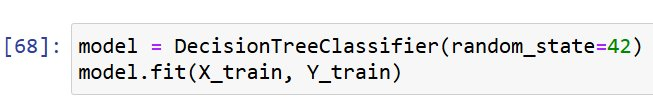 [68]: model = DecisionTreeClassifier(random_state=42)
model.fit(X_train, Y_train)